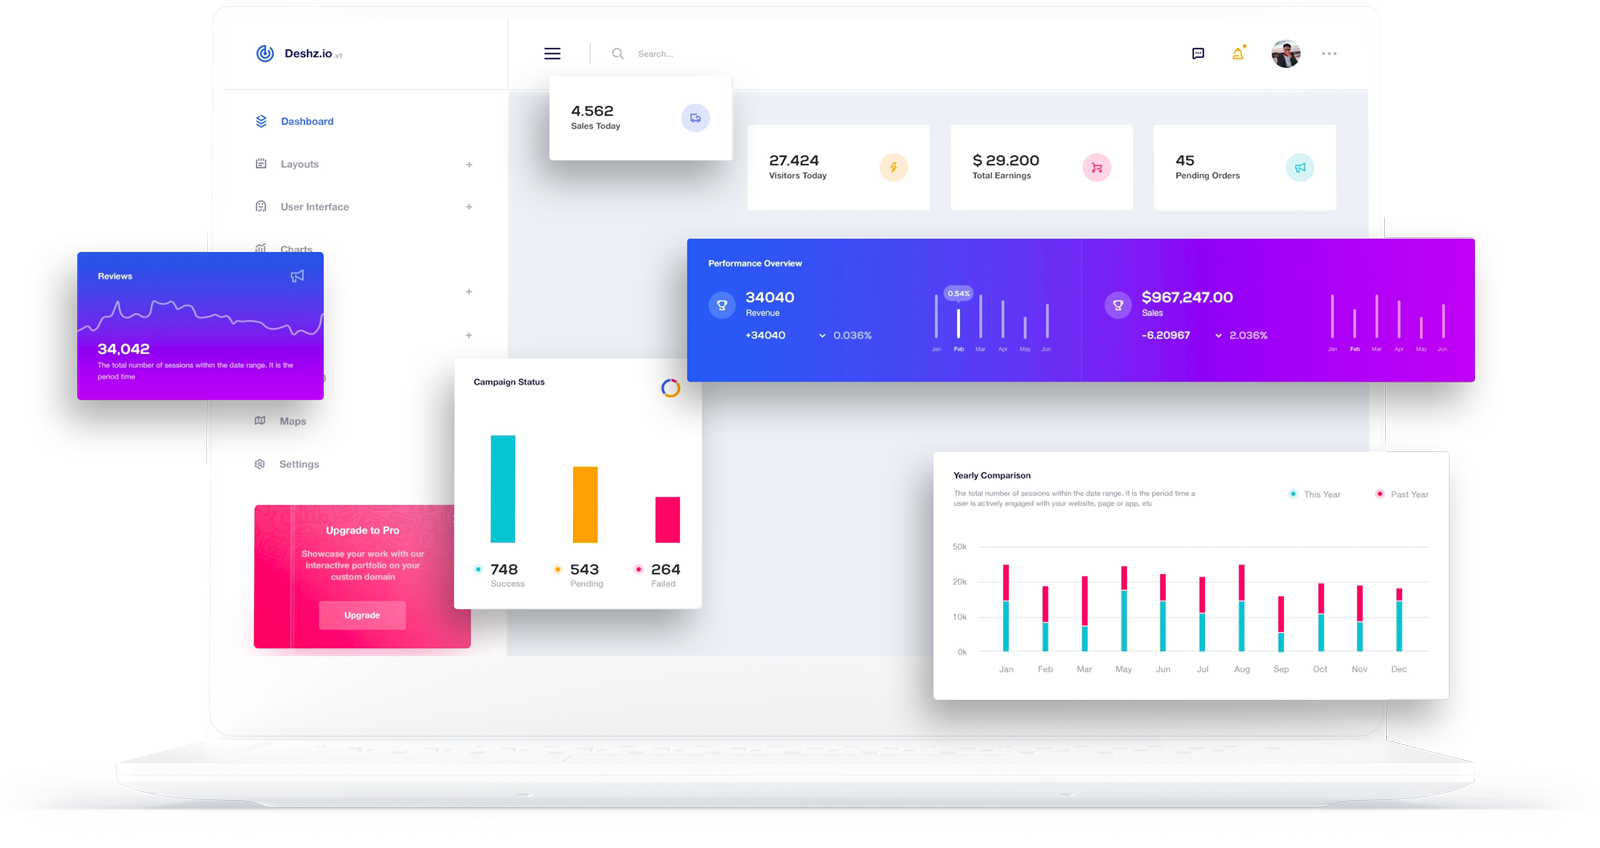 Deshz.io .v1
Search...
Dashboard
Layouts
User Interface
Charts
Maps
Settings
4.562
Sales Today
27.424
Visitors Today
$ 29.200
Total Earnings
45
Pending Orders
Reviews
34,042
The total number of sessions within the date range. It is the
period time
Performance Overview
34040
Revenue
+34040
0.036%
0.54%
Jan Feb Mar Apr May Jun
$967,247.00
Sales
-6.20967
2.036%
Jan Feb Mar Apr May Jun
Campaign Status
748
Success
543
Pending
264
Failed
Upgrade to Pro
Showcase your work with our
interactive portfolio on your
custom domain
Upgrade
Yearly Comparison
The total number of sessions within the date range. It is the period time a
user is actively engaged with your website, page or app, etc
This Year
Past Year
50k
20k
10k
0k
Jan Feb Mar May Jun Jul Aug Sep Oct Nov Dec